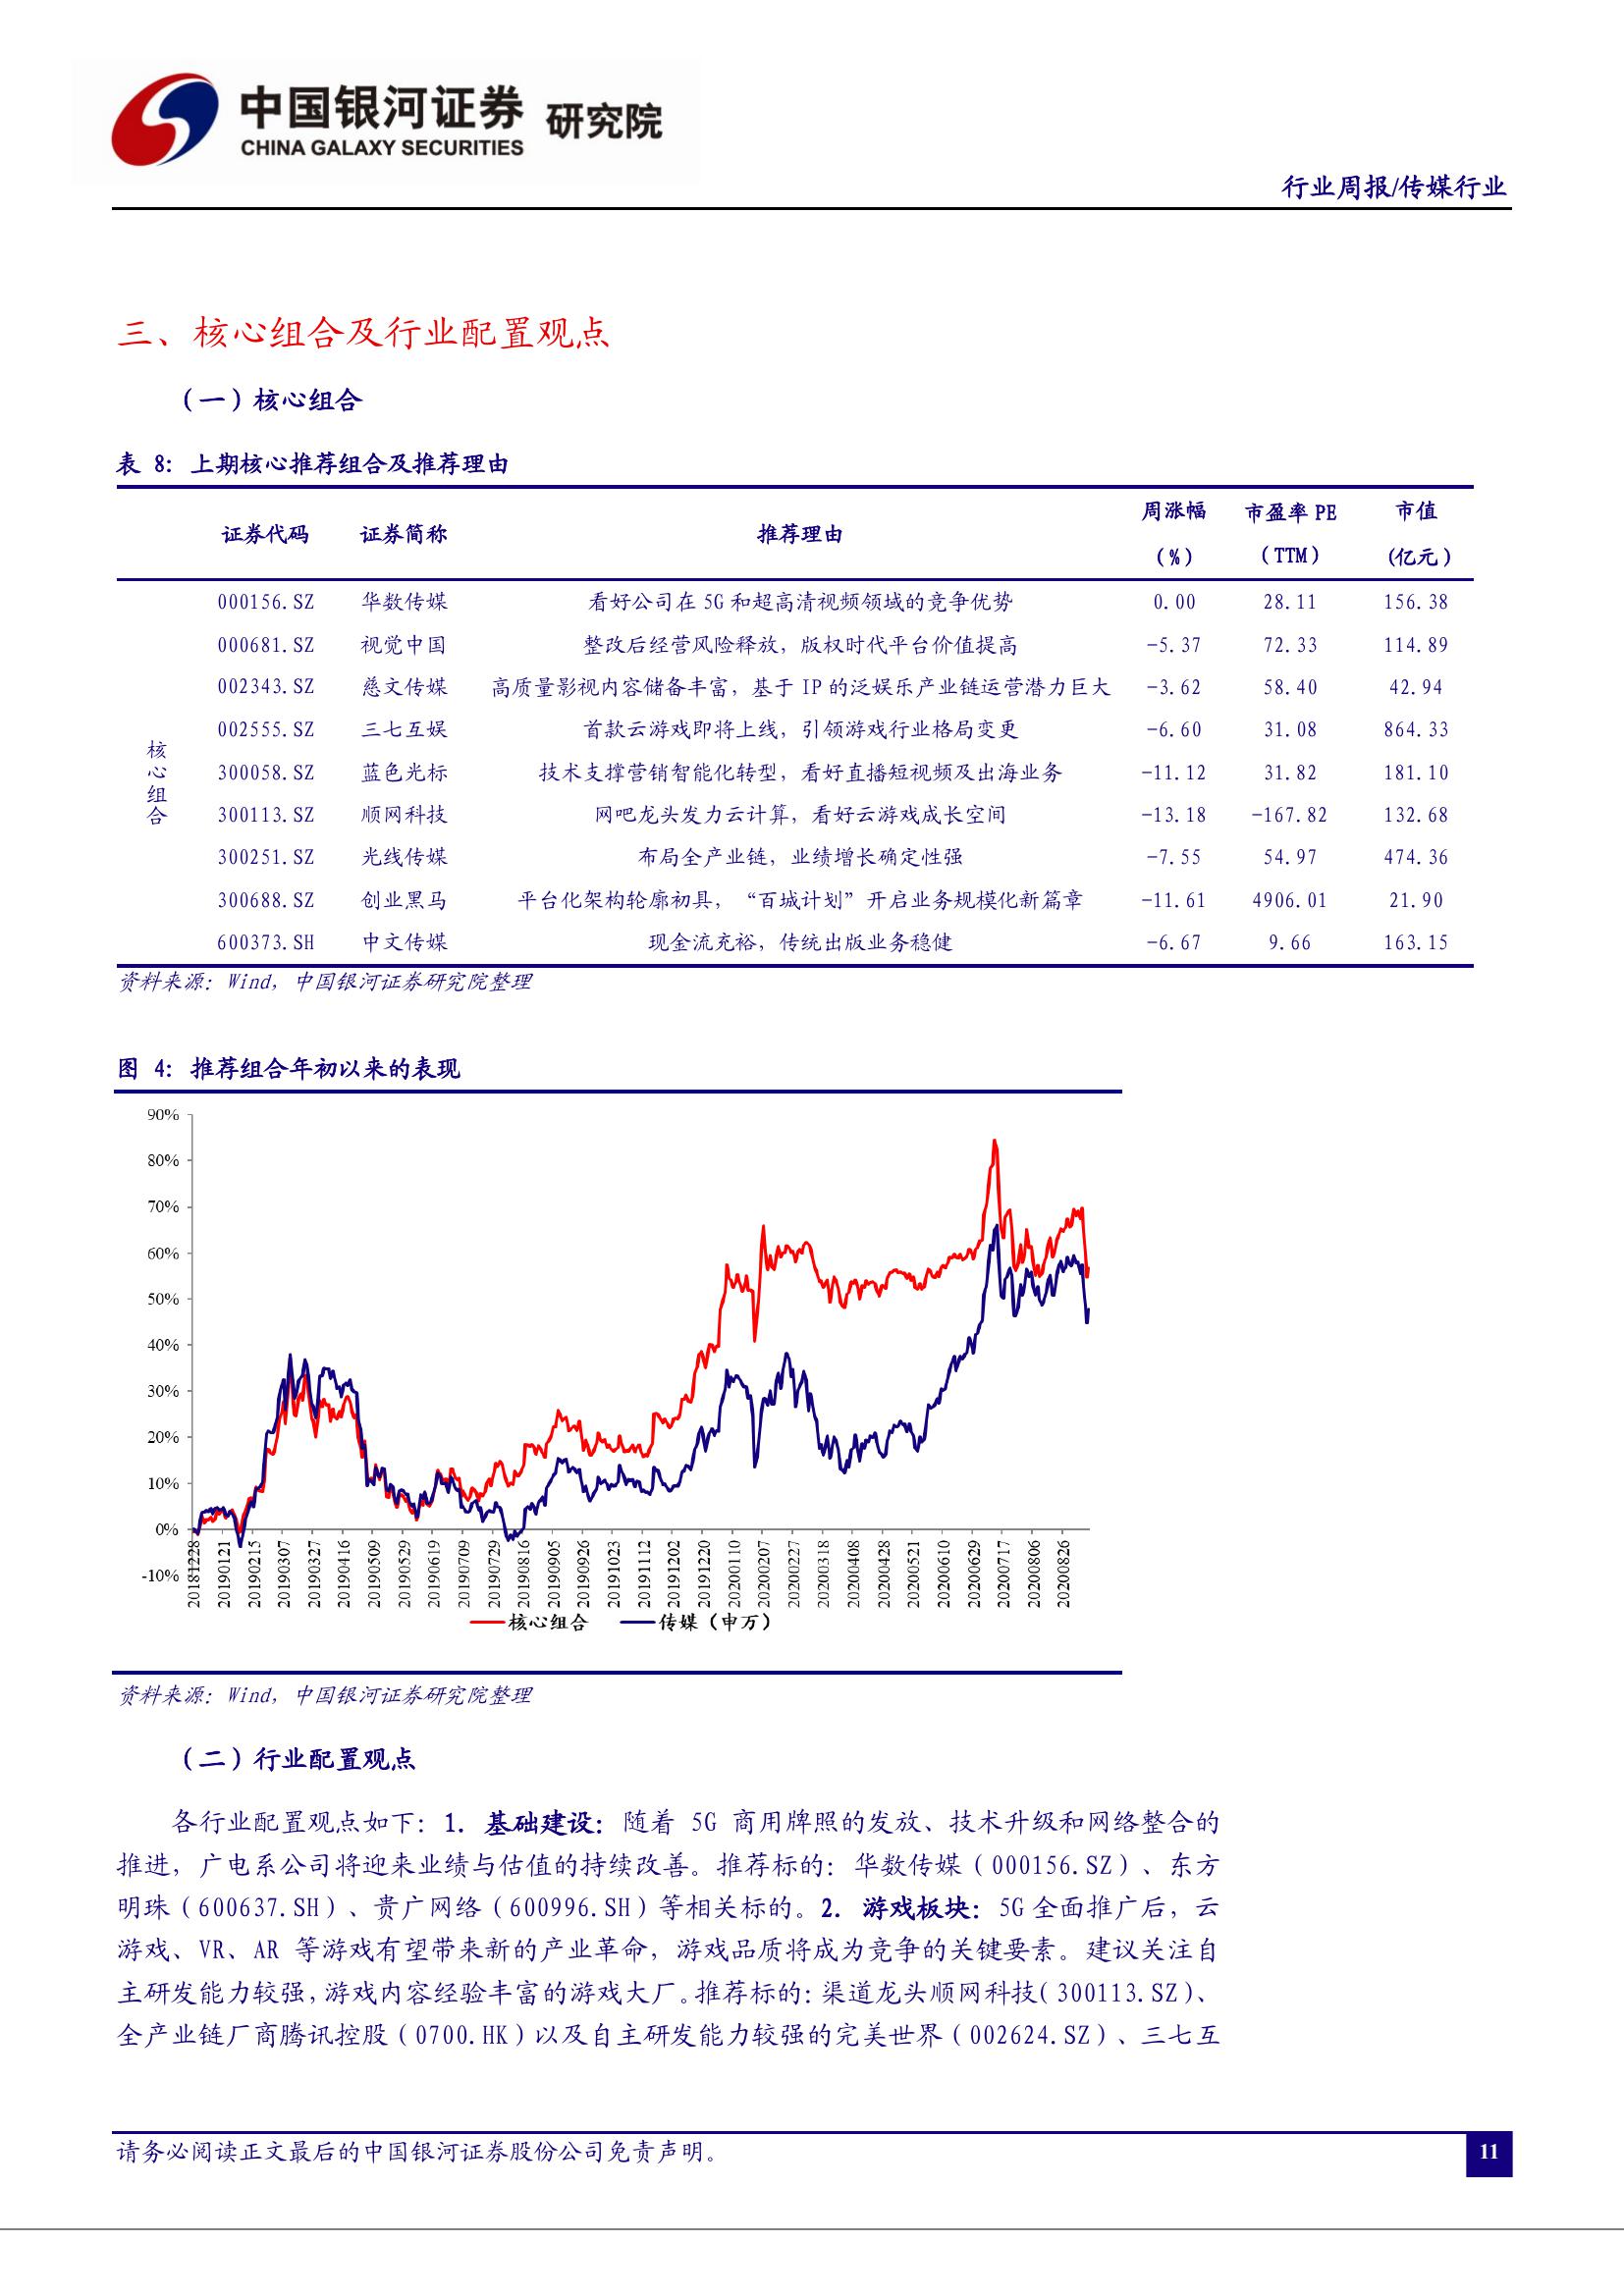 中国银河证券 研究院
CHINA GALAXY SECURITIES
行业周报/传媒行业
三、核心组合及行业配置观点
（一）核心组合
表 8：上期核心推荐组合及推荐理由
证券代码 证券简称 推荐理由 周涨幅（%） 市盈率 PE（TTM） 市值(亿元)
核心组合
000156.SZ 华数传媒 看好公司在 5G 和超高清视频领域的竞争优势 0.00 28.11 156.38
000681.SZ 视觉中国 整改后经营风险释放，版权时代平台价值提高 -5.37 72.33 114.89
002343.SZ 慈文传媒 高质量影视内容储备丰富，基于 IP 的泛娱乐产业链运营潜力巨大 -3.62 58.40 42.94
002555.SZ 三七互娱 首款云游戏即将上线，引领游戏行业格局变更 -6.60 31.08 864.33
300058.SZ 蓝色光标 技术支撑营销智能化转型，看好直播短视频及出海业务 -11.12 31.82 181.10
300113.SZ 顺网科技 网吧龙头发力云计算，看好云游戏成长空间 -13.18 -167.82 132.68
300251.SZ 光线传媒 布局全产业链，业绩增长确定性强 -7.55 54.97 474.36
300688.SZ 创业黑马 平台化架构轮廓初具，“百城计划”开启业务规模化新篇章 -11.61 4906.01 21.90
600373.SH 中文传媒 现金流充裕，传统出版业务稳健 -6.67 9.66 163.15
资料来源：Wind，中国银河证券研究院整理
图 4：推荐组合年初以来的表现
90%
80%
70%
60%
50%
40%
30%
20%
10%
0%
-10%
20181228 20190121 20190215 20190307 20190327 20190416 20190509 20190529 20190619 20190709 20190729 20190816 20190905 20190926 20191023 20191112 20191202 20191220 20200110 20200207 20200227 20200318 20200408 20200428 20200521 20200610 20200629 20200717 20200806 20200826
核心组合 传媒（申万）
资料来源：Wind，中国银河证券研究院整理
（二）行业配置观点
各行业配置观点如下：1. 基础建设：随着 5G 商用牌照的发放、技术升级和网络整合的
推进，广电系公司将迎来业绩与估值的持续改善。推荐标的：华数传媒（000156.SZ）、东方
明珠（600637.SH）、贵广网络（600996.SH）等相关标的。2. 游戏板块：5G 全面推广后，云
游戏、VR、AR 等游戏有望带来新的产业革命，游戏品质将成为竞争的关键要素。建议关注自
主研发能力较强，游戏内容经验丰富的游戏大厂。推荐标的：渠道龙头顺网科技（300113.SZ）、
全产业链厂商腾讯控股（0700.HK）以及自主研发能力较强的完美世界（002624.SZ）、三七互
请务必阅读正文最后的中国银河证券股份公司免责声明。
11